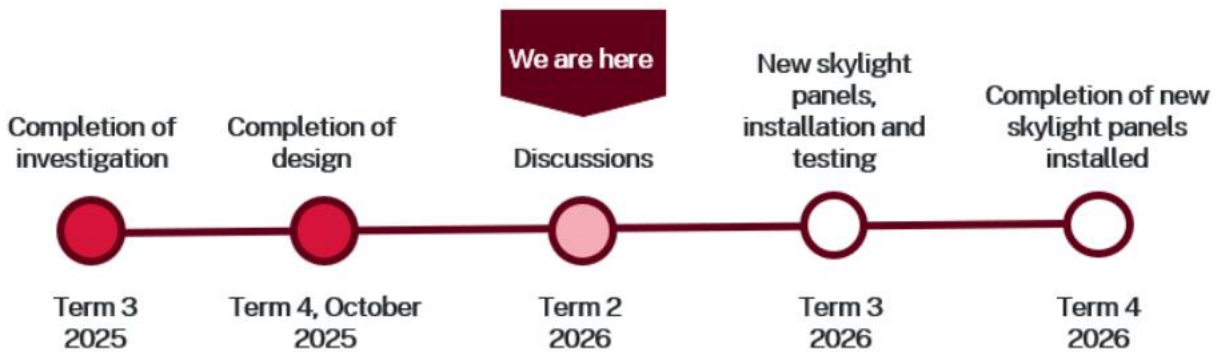 We are here
Completion of
investigation
Completion of
design
Discussions
New skylight
panels,
installation and
testing
Completion of new
skylight panels
installed
Term 3
2025
Term 4, October
2025
Term 2
2026
Term 3
2026
Term 4
2026